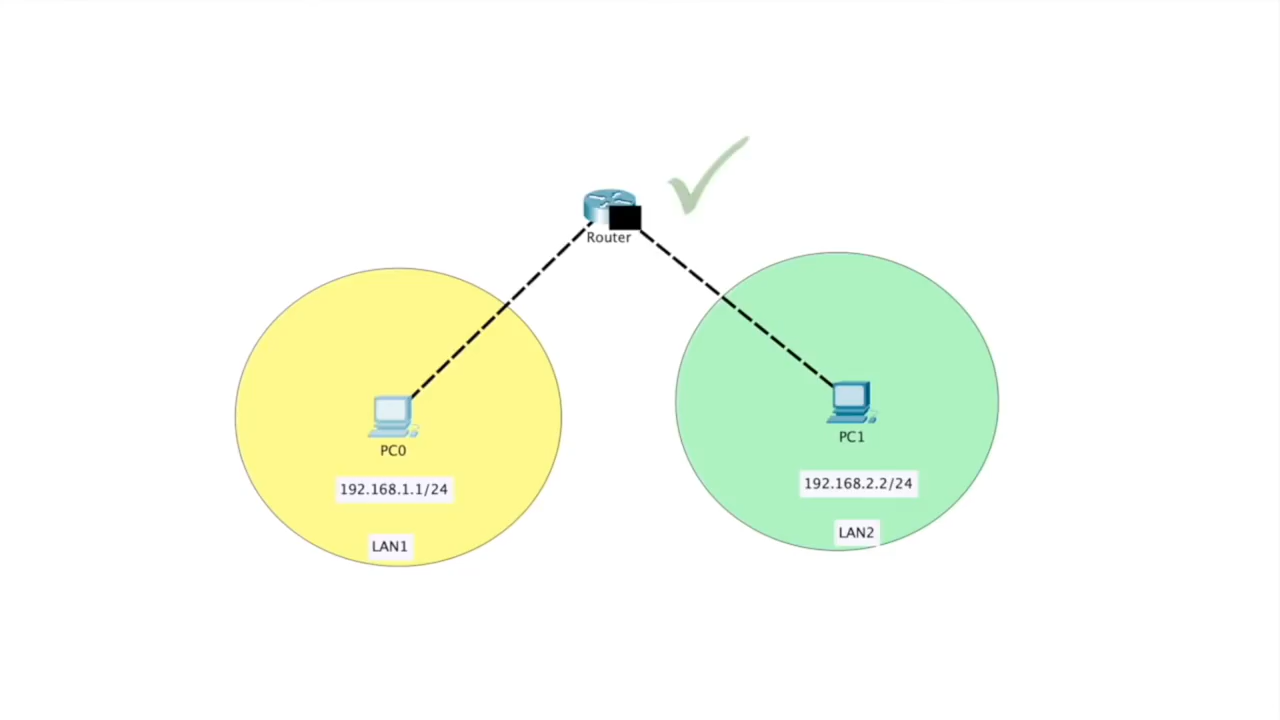 Router
PC0
192.168.1.1/24
LAN1
PC1
192.168.2.2/24
LAN2